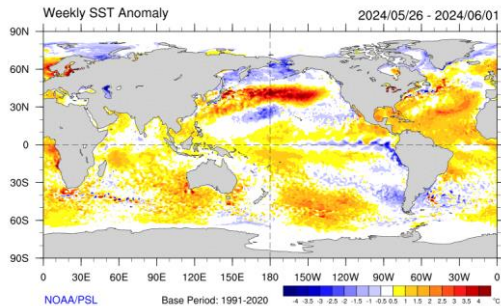 Weekly SST Anomaly 2024/05/26 - 2024/06/01
90N
60N
30N
0
30S
60S
90S
0 30E 60E 90E 120E 150E 180 150W 120W 90W 60W 30W 0
NOAA/PSL Base Period: 1991-2020
-4 -3.5 -3 -2.5 -2 -1.5 -1 -0.5 0.5 1 1.5 2 2.5 3 3.5 4 °C